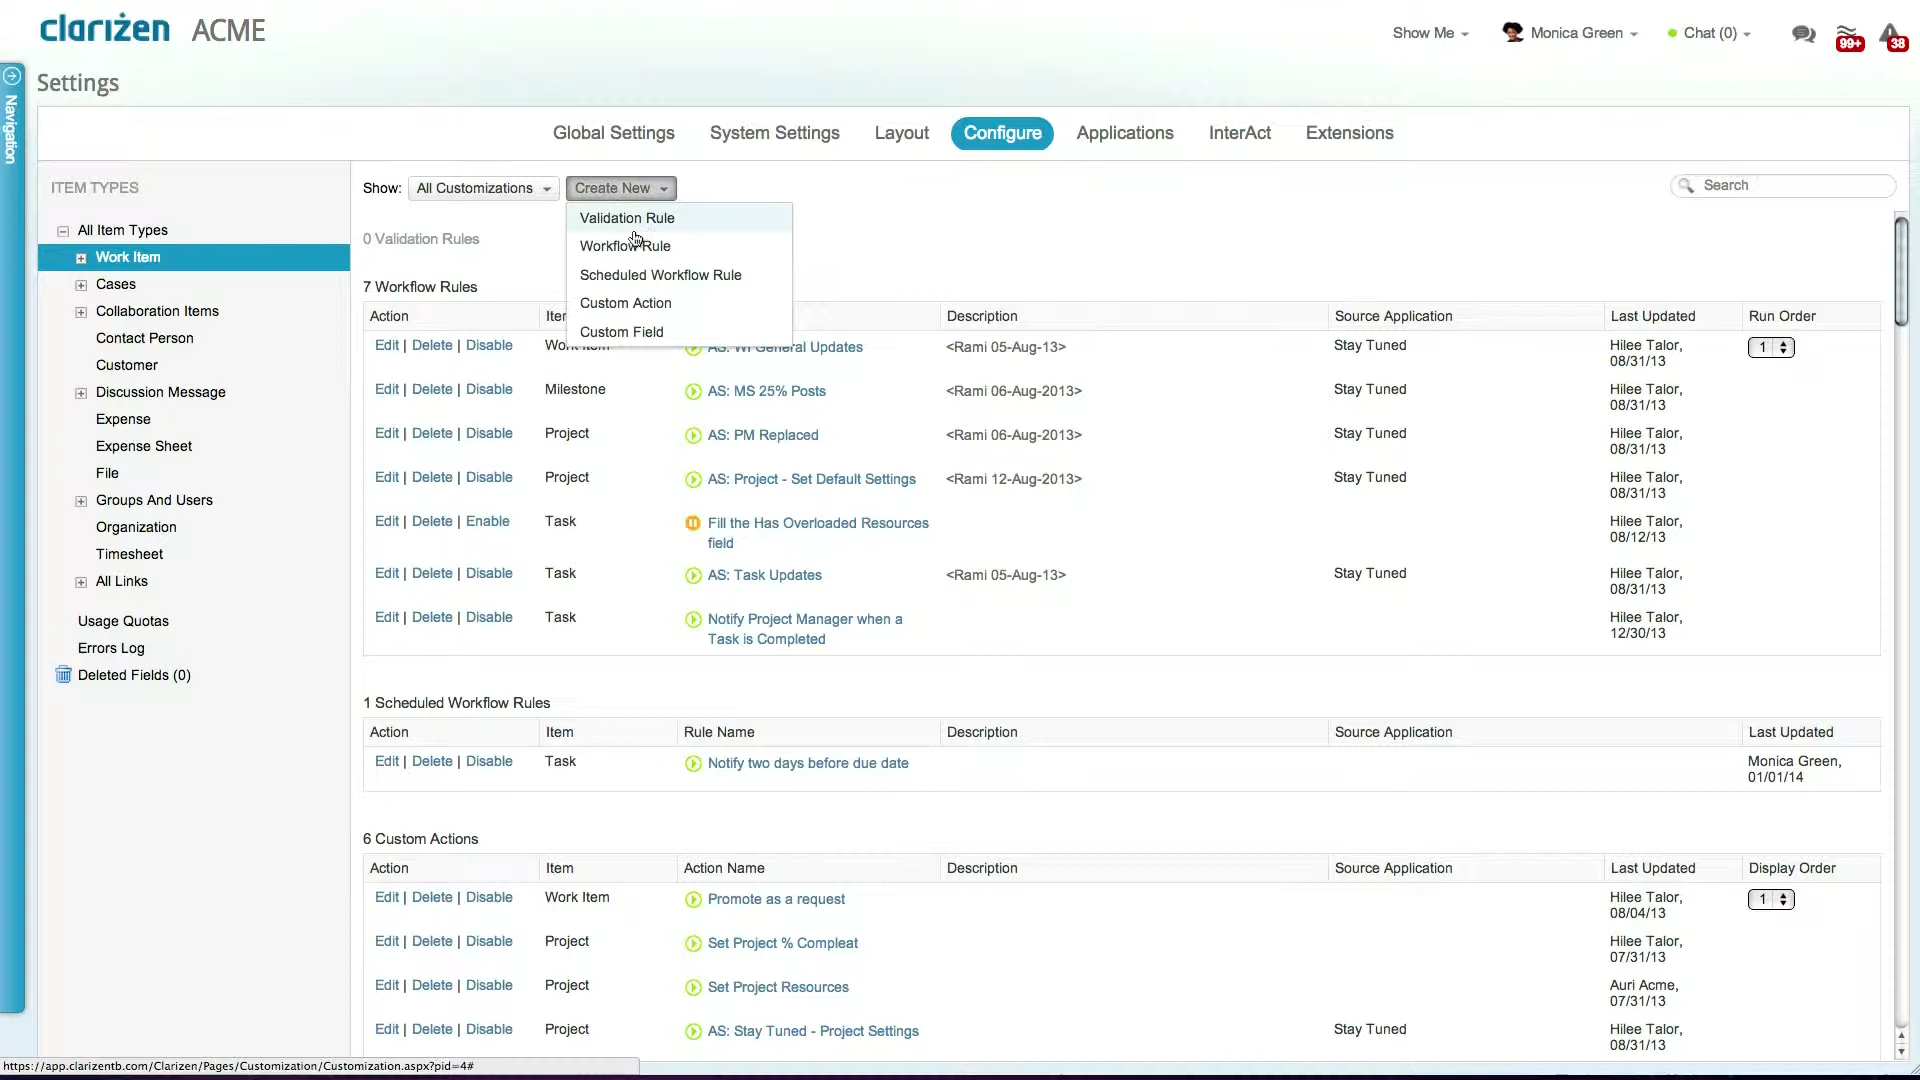 clarizen ACME
Show Me
Monica Green
Chat (0)
99+
38
Navigation
Settings
Global Settings
System Settings
Layout
Configure
Applications
InterAct
Extensions
ITEM TYPES
All Item Types
Work Item
Cases
Collaboration Items
Contact Person
Customer
Discussion Message
Expense
Expense Sheet
File
Groups And Users
Organization
Timesheet
All Links
Usage Quotas
Errors Log
Deleted Fields (0)
Show: All Customizations Create New
Search
Validation Rule
Workflow Rule
Scheduled Workflow Rule
Custom Action
Custom Field
0 Validation Rules
7 Workflow Rules
Action Description Source Application Last Updated Run Order
Edit | Delete | Disable Work Item AS: WI General Updates <Rami 05-Aug-13> Stay Tuned Hilee Talor, 1
08/31/13
Edit | Delete | Disable Milestone AS: MS 25% Posts <Rami 06-Aug-2013> Stay Tuned Hilee Talor,
08/31/13
Edit | Delete | Disable Project AS: PM Replaced <Rami 06-Aug-2013> Stay Tuned Hilee Talor,
08/31/13
Edit | Delete | Disable Project AS: Project - Set Default Settings <Rami 12-Aug-2013> Stay Tuned Hilee Talor,
08/31/13
Edit | Delete | Enable Task Fill the Has Overloaded Resources Hilee Talor,
field 08/12/13
Edit | Delete | Disable Task AS: Task Updates <Rami 05-Aug-13> Stay Tuned Hilee Talor,
08/31/13
Edit | Delete | Disable Task Notify Project Manager when a Hilee Talor,
Task is Completed 12/30/13
1 Scheduled Workflow Rules
Action Item Rule Name Description Source Application Last Updated
Edit | Delete | Disable Task Notify two days before due date Monica Green,
01/01/14
6 Custom Actions
Action Item Action Name Description Source Application Last Updated Display Order
Edit | Delete | Disable Work Item Promote as a request Hilee Talor, 1
08/04/13
Edit | Delete | Disable Project Set Project % Compleat Hilee Talor,
07/31/13
Edit | Delete | Disable Project Set Project Resources Auri Acme,
07/31/13
Edit | Delete | Disable Project AS: Stay Tuned - Project Settings Stay Tuned Hilee Talor,
08/31/13
https://app.clarizentb.com/Clarizen/Pages/Customization/Customization.aspx?pid=4#